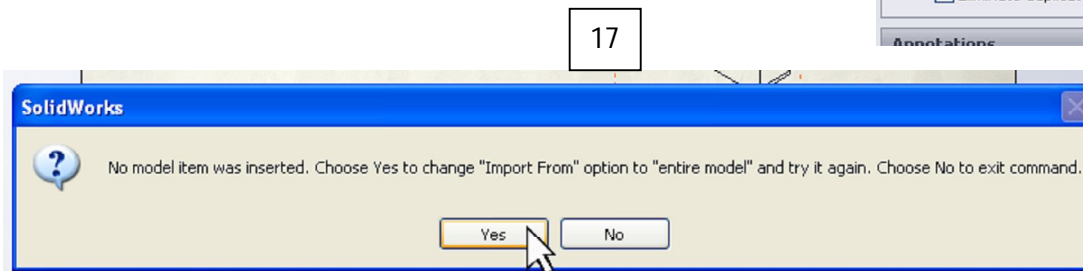 17
Annotations
SolidWorks
No model item was inserted. Choose Yes to change "Import From" option to "entire model" and try it again. Choose No to exit command.
Yes
No